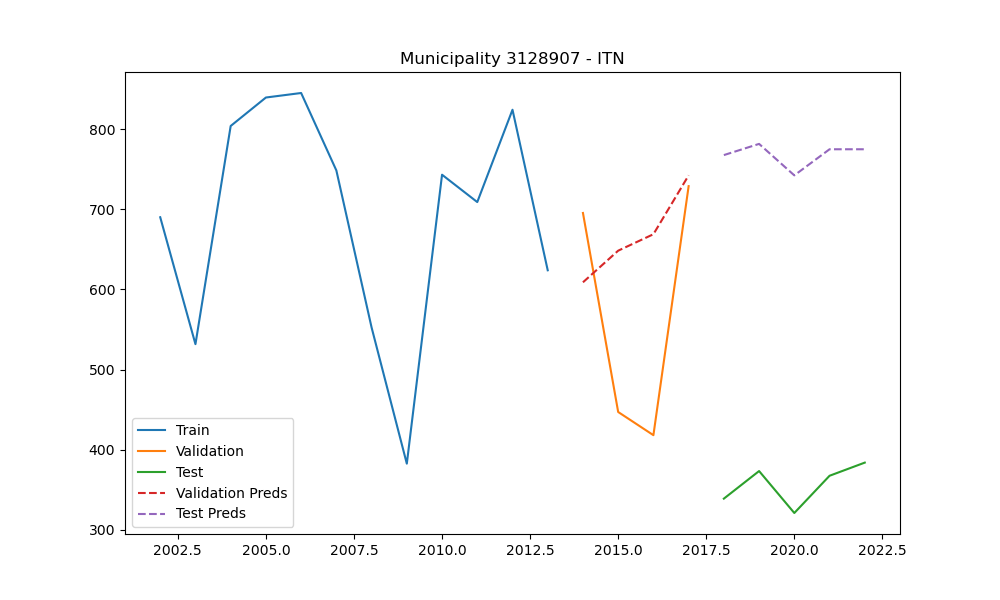 Municipality 3128907 - ITN
800
700
600
500
400
300
Train
Validation
Test
Validation Preds
Test Preds
2002.5 2005.0 2007.5 2010.0 2012.5 2015.0 2017.5 2020.0 2022.5